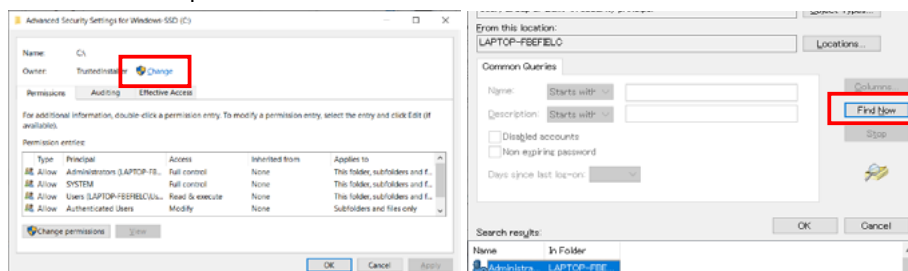 Advanced Security Settings for Windows-SSD (C:)
Name: C:\
Owner: TrustedInstaller Change
Permissions Auditing Effective Access
For additional information, double-click a permission entry. To modify a permission entry, select the entry and click Edit (if available).
Permission entries:
Type Principal Access Inherited from Applies to
Allow Administrators (LAPTOP-FB... Full control None This folder, subfolders and f...
Allow SYSTEM Full control None This folder, subfolders and f...
Allow Users (LAPTOP-FBEFIELO\Us... Read & execute None This folder, subfolders and f...
Allow Authenticated Users Modify None Subfolders and files only
Change permissions View
OK Cancel Apply
From this location:
LAPTOP-FBEFIELO Locations...
Common Queries
Name: Starts with
Description: Starts with
Disabled accounts
Non expiring password
Days since last log-on:
Columns...
Find Now
Stop
OK Cancel
Search results:
Name In Folder
Administra... LAPTOP-FBE...